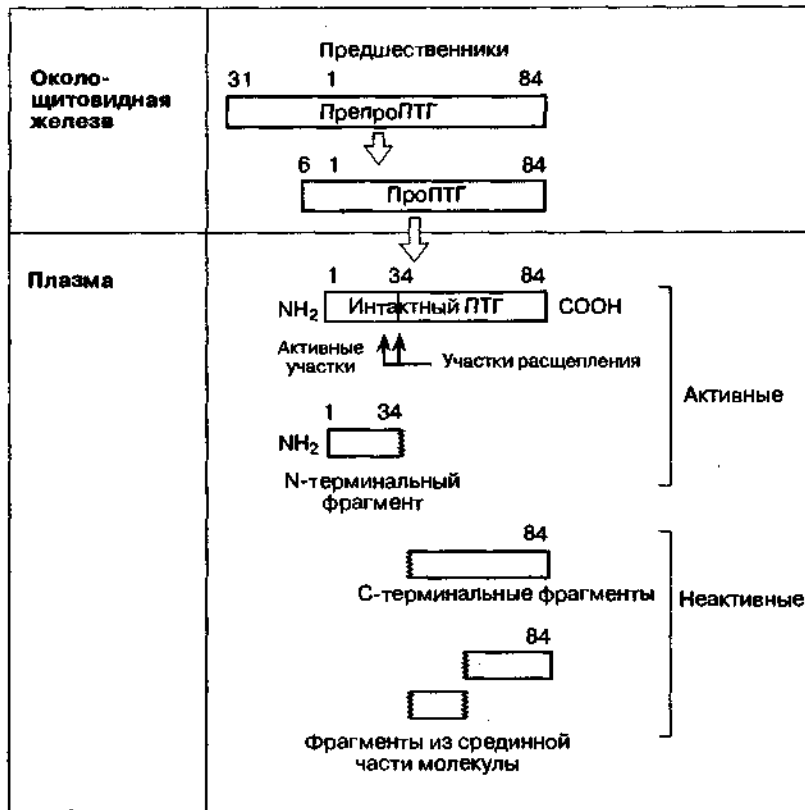 Предшественники
Около-
щитовидная
железв
31 1 84
ПрепроПТГ
6 1 84
ПроПТГ
Плазма
1 34 84
NH2 Интактный ПТГ COOH
Активные
участки
Участки расщепления
Активные
1 34
NH2
N-терминальный
фрагмент
84
С-терминальные фрагменты
Неактивные
84
Фрагменты из срединной
части молекулы